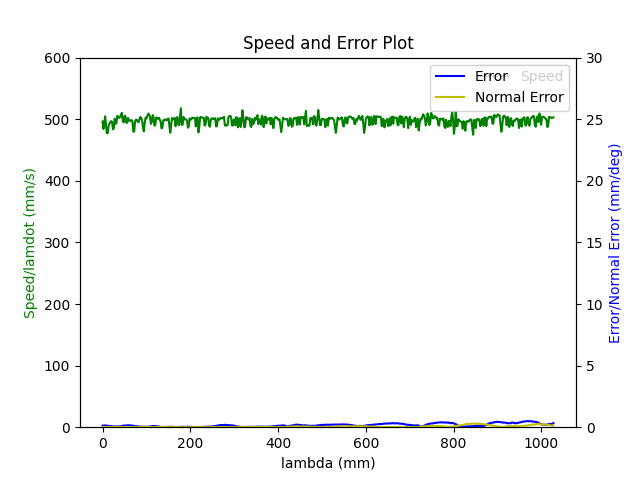 Speed and Error Plot
Speed
Error
Normal Error
600
500
400
300
200
100
0
30
25
20
15
10
5
0
0 200 400 600 800 1000
lambda (mm)
Speed/lamdot (mm/s)
Error/Normal Error (mm/deg)